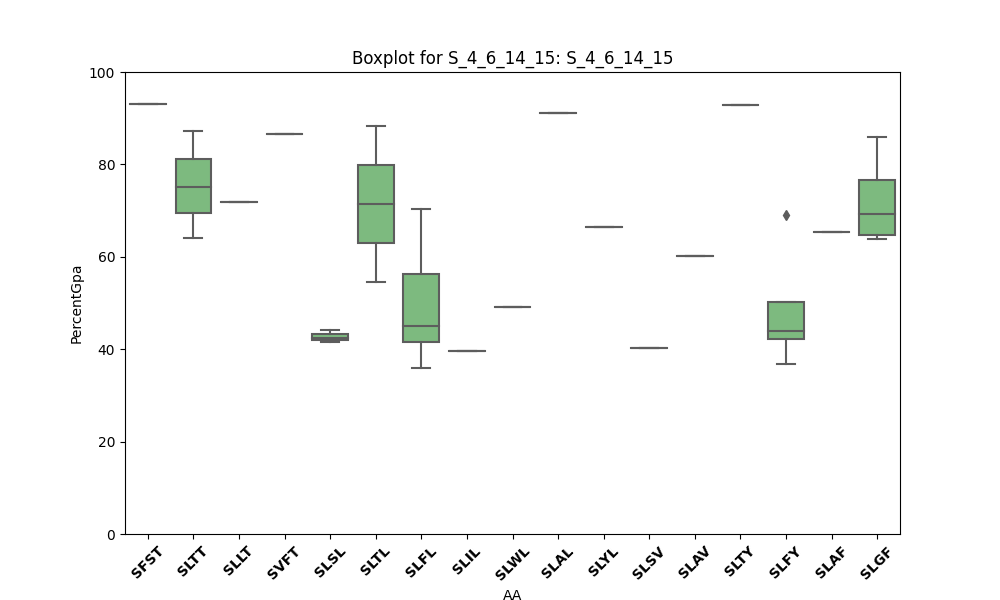 Boxplot for S_4_6_14_15: S_4_6_14_15
100
80
60
40
20
0
PercentGpa
SFST SLTT SLLT SVFT SLSL SLTL SLFL SLIL SLWL SLAL SLYL SLSV SLAV SLTY SLFY SLAF SLGF
AA